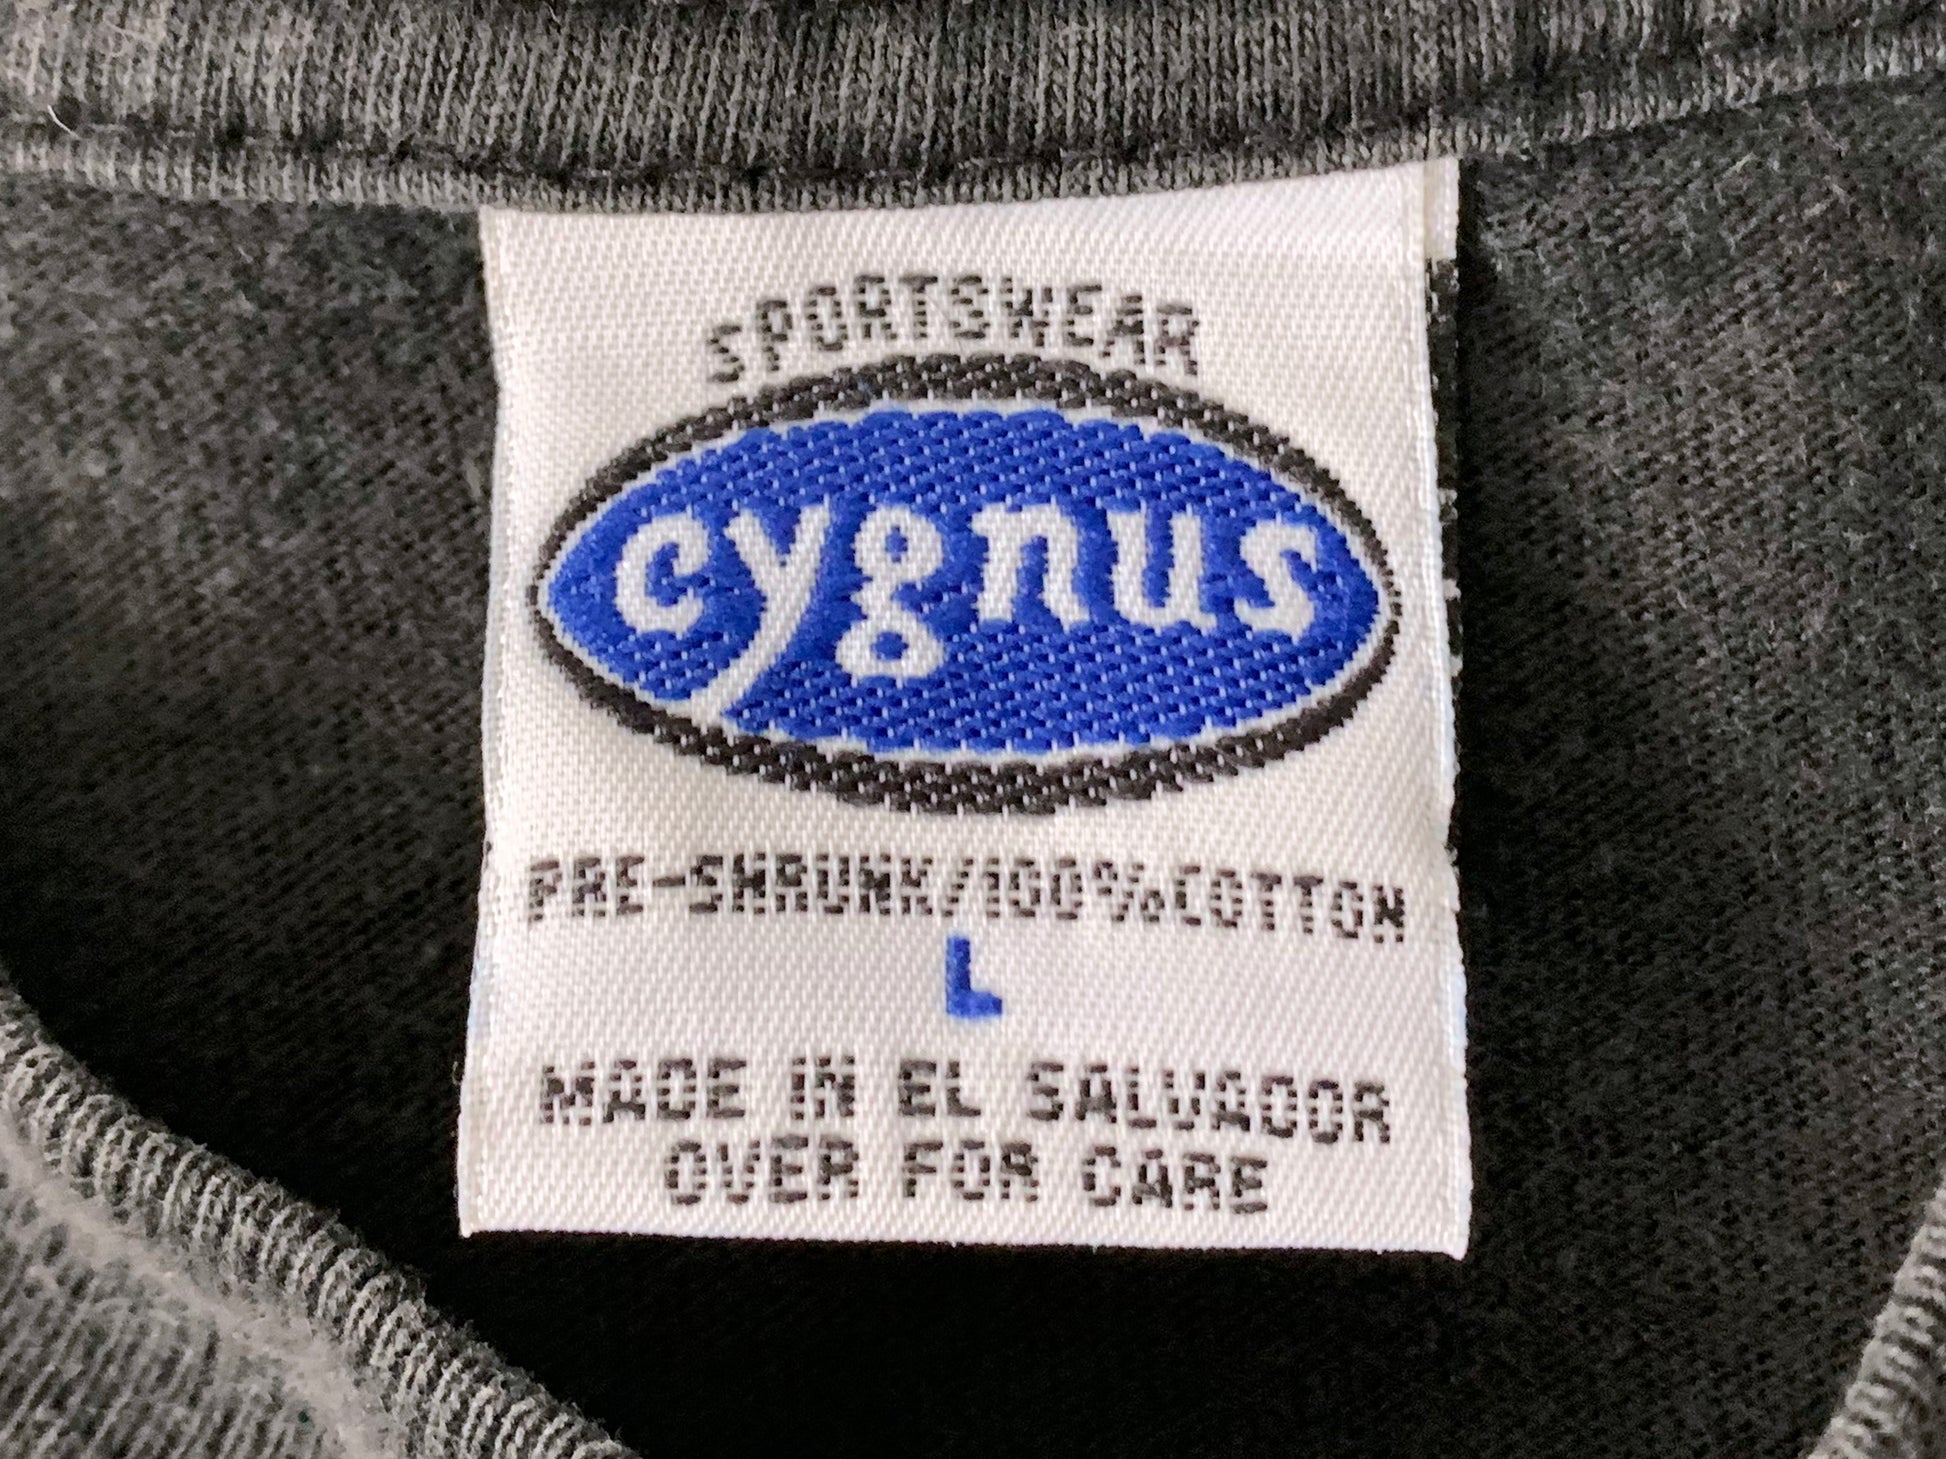 SPORTSWEAR
cygnus
PRE-SHRUNK/100%COTTON
L
MADE IN EL SALVADOR
OVER FOR CARE